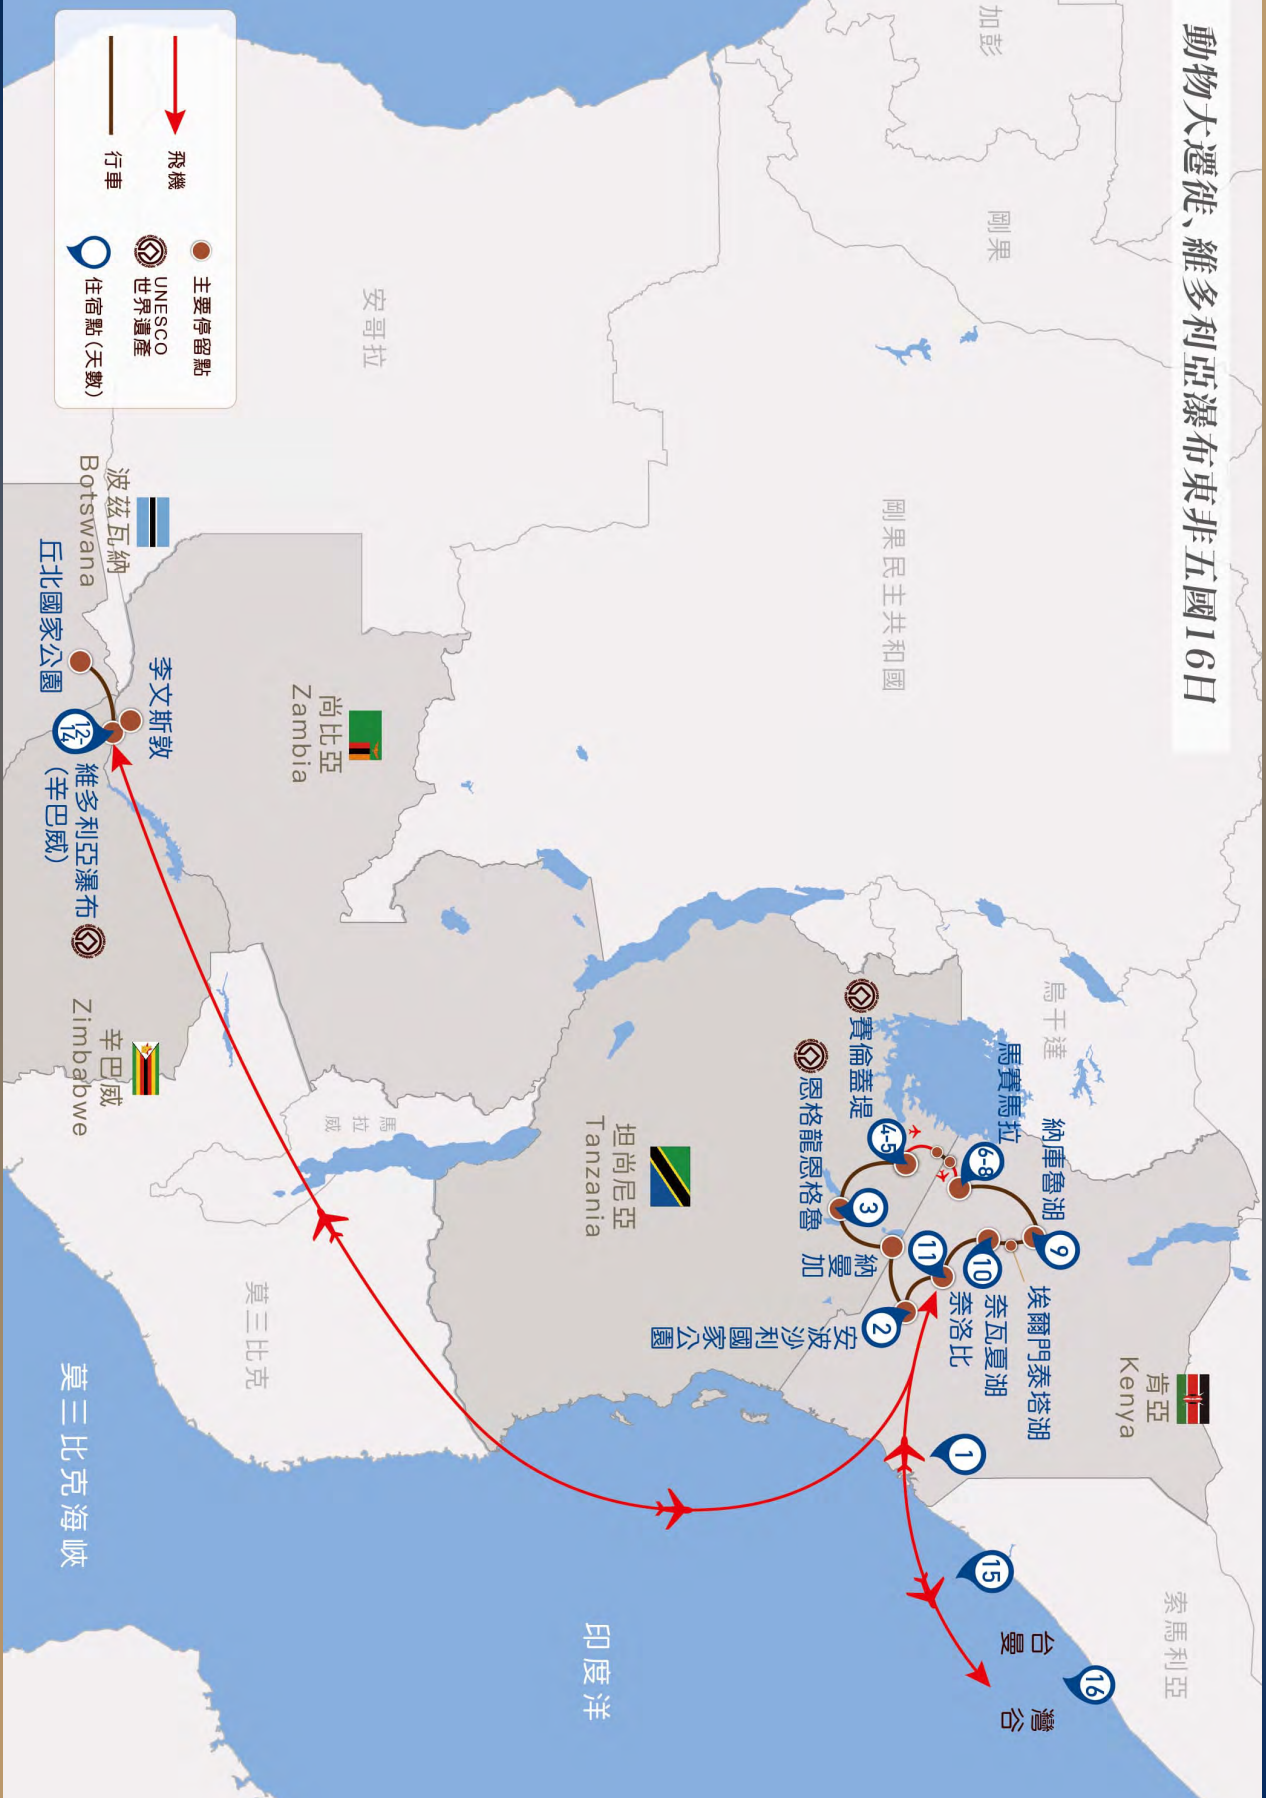 動物大遷徙、維多利亞瀑布東非五國16日
加彭
剛果
剛果民主共和國
烏干達
肯亞
Kenya
索馬利亞
馬賽馬拉
納庫魯湖
埃爾門泰塔湖
奈瓦夏湖
奈洛比
安波沙利國家公園
納曼加
賽倫蓋堤
恩格龍恩格魯
1
2
3
4-5
6-8
9
10
11
15
16
台灣
曼谷
坦尚尼亞
Tanzania
印度洋
安哥拉
尚比亞
Zambia
馬拉威
莫三比克
李文斯敦
波茲瓦納
Botswana
丘北國家公園
12-14
維多利亞瀑布
(辛巴威)
辛巴威
Zimbabwe
莫三比克海峽
主要停留點
飛機
UNESCO
世界遺產
行車
住宿點(天數)